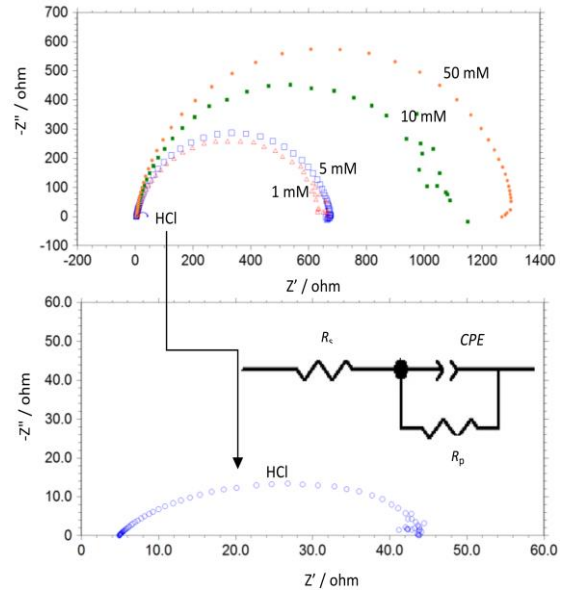 700
600
500
400
300
200
100
0
-100
-Z'' / ohm
50 mM
10 mM
5 mM
1 mM
HCl
-200 0 200 400 600 800 1000 1200 1400
Z' / ohm
60.0
50.0
40.0
30.0
20.0
10.0
0
-Z'' / ohm
Rs CPE
Rp
HCl
0 10.0 20.0 30.0 40.0 50.0 60.0
Z' / ohm